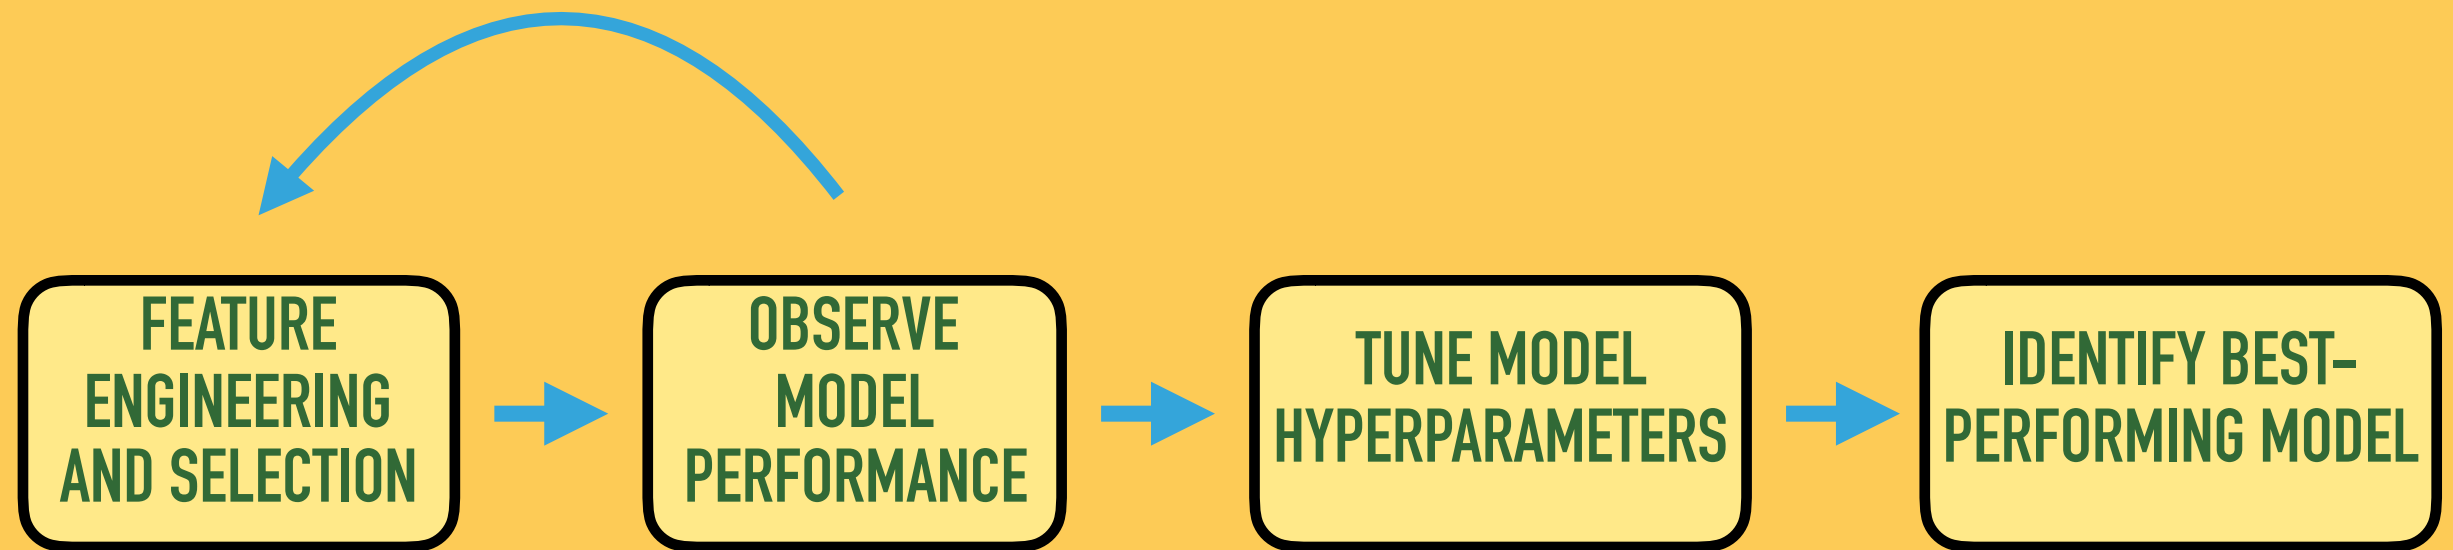 FEATURE
ENGINEERING
AND SELECTION
OBSERVE
MODEL
PERFORMANCE
TUNE MODEL
HYPERPARAMETERS
IDENTIFY BEST-
PERFORMING MODEL